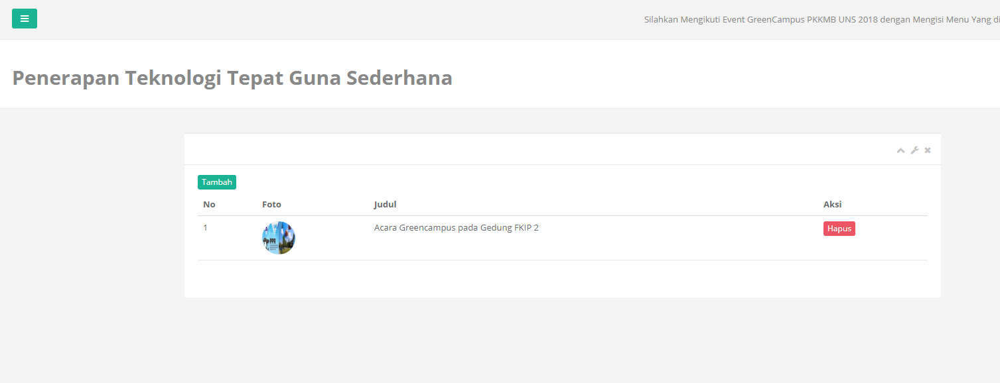 Silahkan Mengikuti Event GreenCampus PKKMB UNS 2018 dengan Mengisi Menu Yang di
Penerapan Teknologi Tepat Guna Sederhana
Tambah
No Foto Judul Aksi
1 PPR Acara Greencampus pada Gedung FKIP 2 Hapus